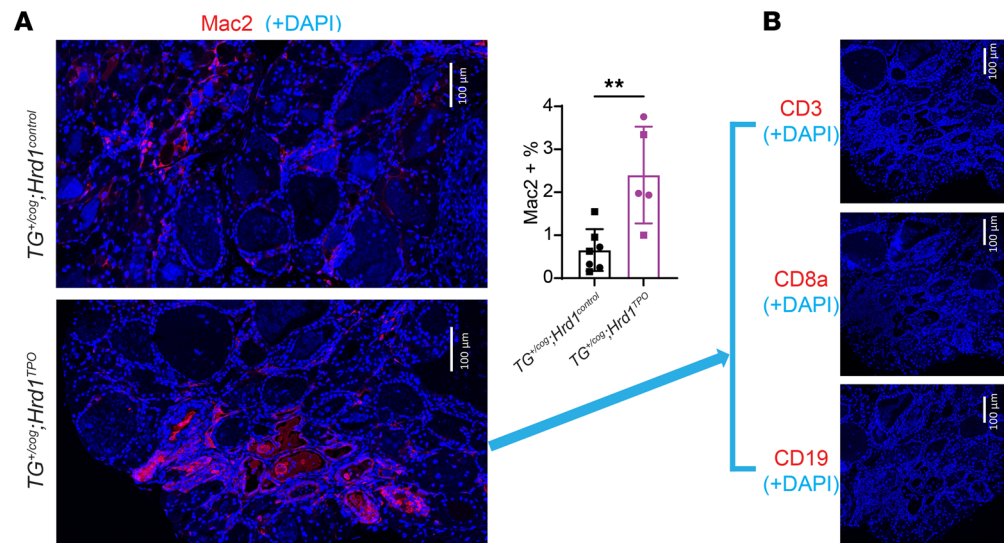 A
Mac2 (+DAPI)
B
TG+/cog;Hrd1control
100 µm
TG+/cog;Hrd1TPO
100 µm
**
Mac2 + %
4
3
2
1
0
TG+/cog;Hrd1control
TG+/cog;Hrd1TPO
CD3
(+DAPI)
100 µm
CD8a
(+DAPI)
100 µm
CD19
(+DAPI)
100 µm